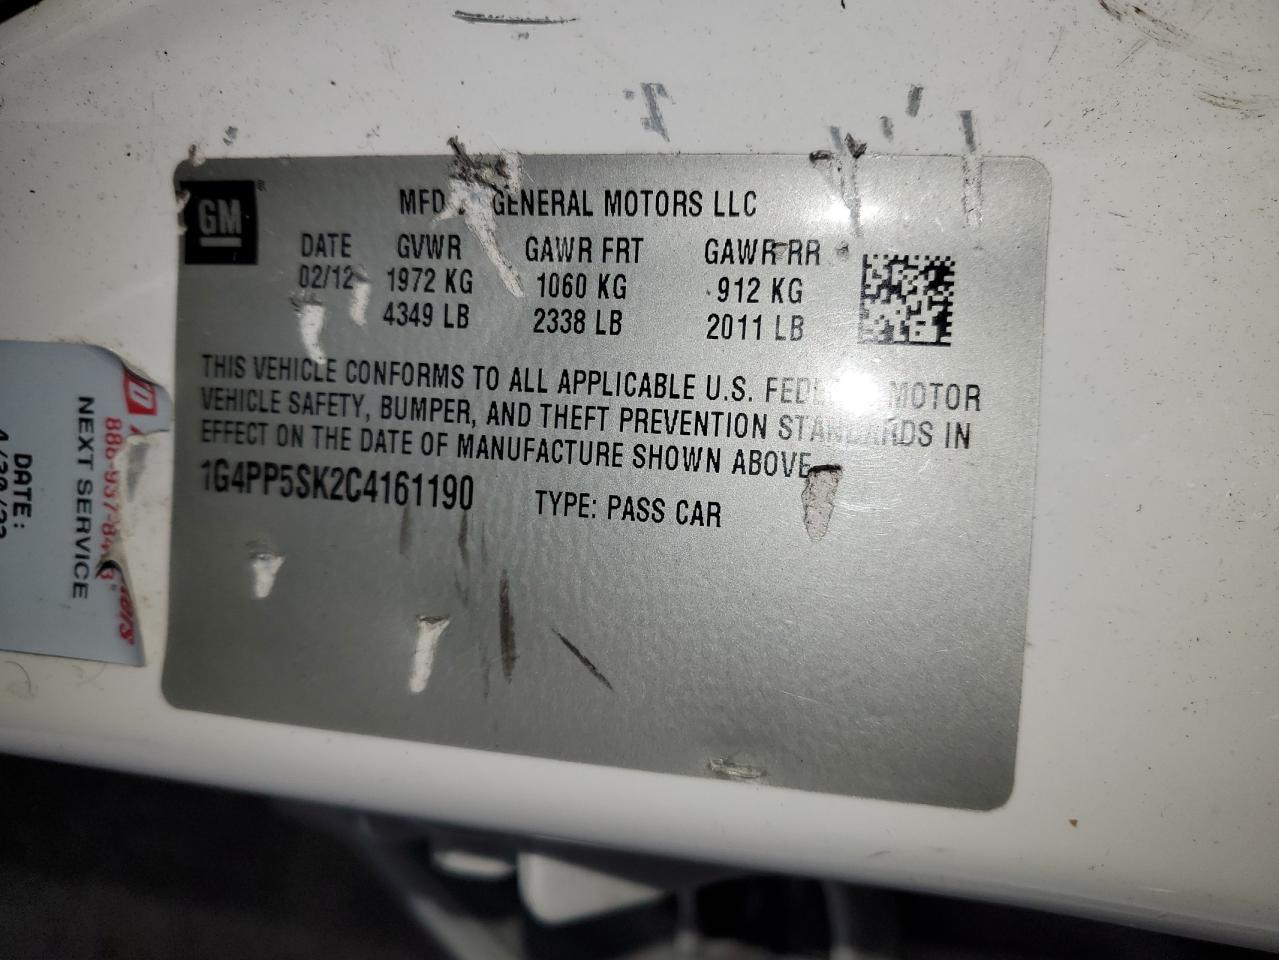 GM
MFD GENERAL MOTORS LLC
DATE GVWR GAWR FRT GAWR RR
02/12 1972 KG 1060 KG 912 KG
4349 LB 2338 LB 2011 LB
THIS VEHICLE CONFORMS TO ALL APPLICABLE U.S. FEDERAL MOTOR
VEHICLE SAFETY, BUMPER, AND THEFT PREVENTION STANDARDS IN
EFFECT ON THE DATE OF MANUFACTURE SHOWN ABOVE
1G4PP5SK2C4161190 TYPE: PASS CAR
NEXT SERVICE
DATE: